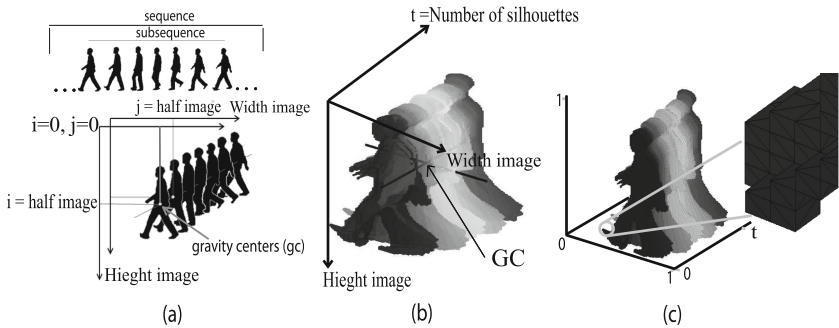 sequence
subsequence
...
...
j = half image
Width image
i=0, j=0
i = half image
gravity centers (gc)
Hieght image
(a)
t =Number of silhouettes
Width image
GC
Hieght image
(b)
1
0
t
1
0
(c)